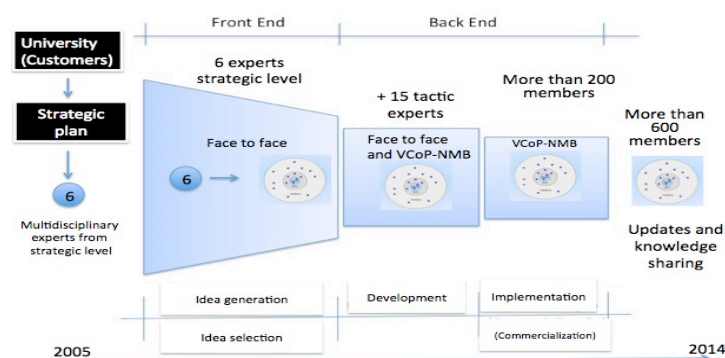 Front End
Back End
University
(Customers)
Strategic
plan
6
Multidisciplinary
experts from
strategic level
6 experts
strategic level
Face to face
6
+ 15 tactic
experts
Face to face
and VCoP-NMB
More than 200
members
VCoP-NMB
More than
600
members
Updates and
knowledge
sharing
Idea generation
Development
Implementation
Idea selection
(Commercialization)
2005
2014